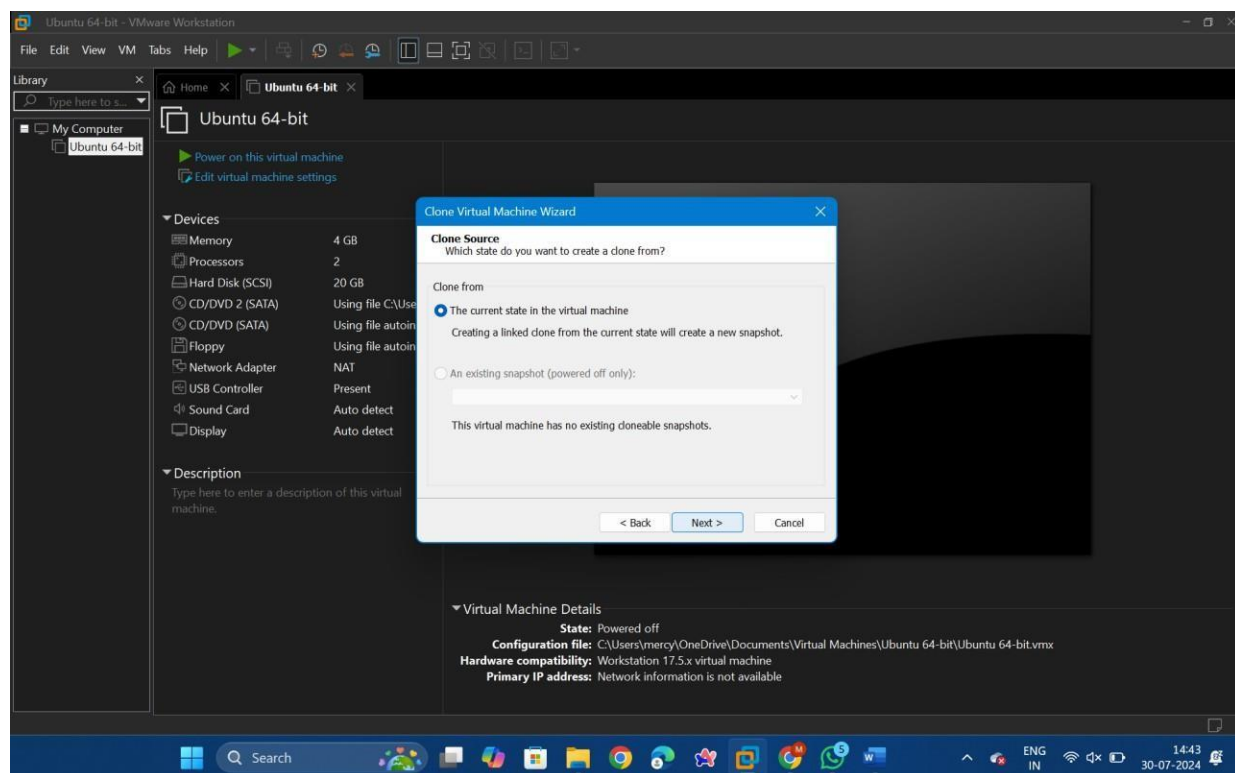 Ubuntu 64-bit - VMware Workstation
File Edit View VM Tabs Help
Library
Type here to s...
My Computer
Ubuntu 64-bit
Home
Ubuntu 64-bit
Ubuntu 64-bit
Power on this virtual machine
Edit virtual machine settings
Devices
Memory 4 GB
Processors 2
Hard Disk (SCSI) 20 GB
CD/DVD 2 (SATA) Using file C:\Use
CD/DVD (SATA) Using file autoin
Floppy Using file autoin
Network Adapter NAT
USB Controller Present
Sound Card Auto detect
Display Auto detect
Description
Type here to enter a description of this virtual
machine.
Clone Virtual Machine Wizard
Clone Source
Which state do you want to create a clone from?
Clone from
The current state in the virtual machine
Creating a linked clone from the current state will create a new snapshot.
An existing snapshot (powered off only):
This virtual machine has no existing cloneable snapshots.
< Back Next > Cancel
Virtual Machine Details
State: Powered off
Configuration file: C:\Users\mercy\OneDrive\Documents\Virtual Machines\Ubuntu 64-bit\Ubuntu 64-bit.vmx
Hardware compatibility: Workstation 17.5.x virtual machine
Primary IP address: Network information is not available
Search
ENG
IN
14:43
30-07-2024